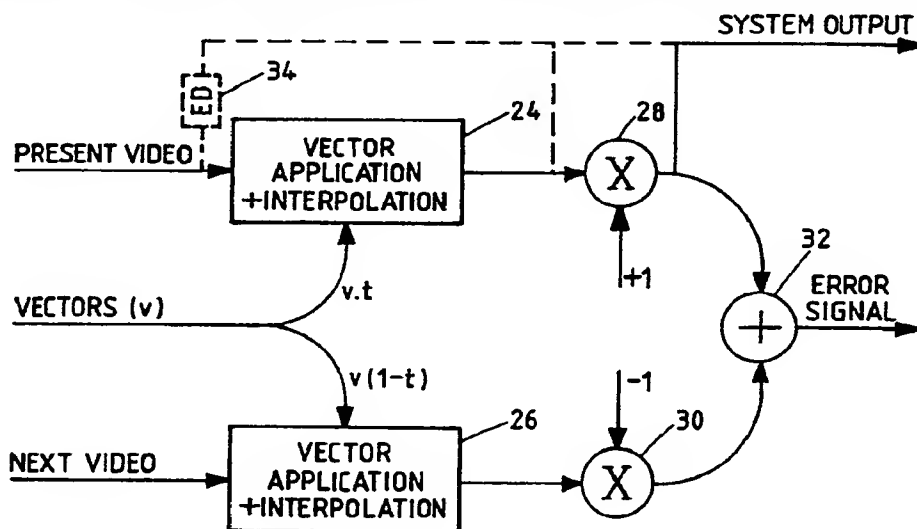 SYSTEM OUTPUT
ED
34
24
28
PRESENT VIDEO
VECTOR
APPLICATION
+INTERPOLATION
X
+1
32
VECTORS (v)
v.t
+
ERROR
SIGNAL
v(1-t)
-1
26
30
NEXT VIDEO
VECTOR
APPLICATION
+INTERPOLATION
X